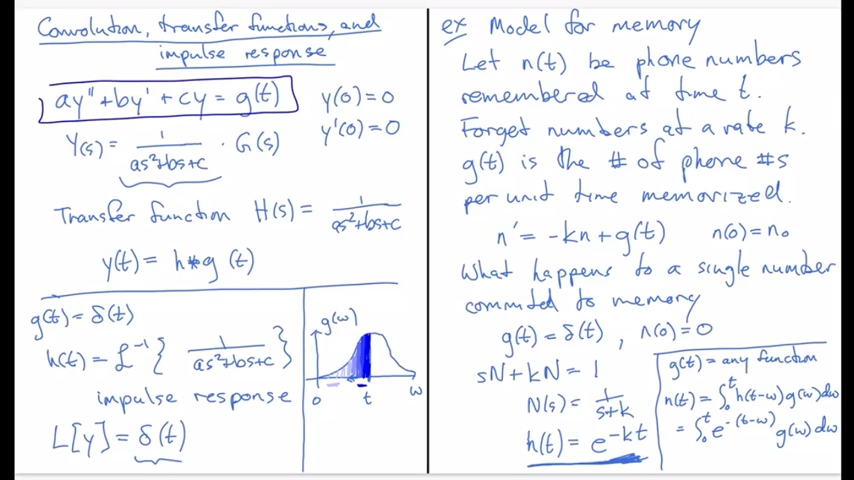 Convolution, transfer functions, and
impulse response
ay'' + by' + cy = g(t)
y(0) = 0
y'(0) = 0
Y(s) = 1/(as²+bs+c) · G(s)
Transfer function H(s) = 1/(as²+bs+c)
y(t) = h*g (t)
g(t) = δ(t)
h(t) = ℒ⁻¹{ 1/(as²+bs+c) }
impulse response
L[y] = δ(t)
g(w)
0 t w
ex Model for memory
Let n(t) be phone numbers
remembered at time t.
Forget numbers at a rate k.
g(t) is the # of phone #s
per unit time memorized.
n' = -kn + g(t) n(0) = n₀
What happens to a single number
commited to memory
g(t) = δ(t), n(0) = 0
sN + kN = 1
N(s) = 1/(s+k)
h(t) = e^(-kt)
g(t) = any function
n(t) = ∫₀ᵗ h(t-w)g(w)dw
= ∫₀ᵗ e^(-(t-w)) g(w)dw